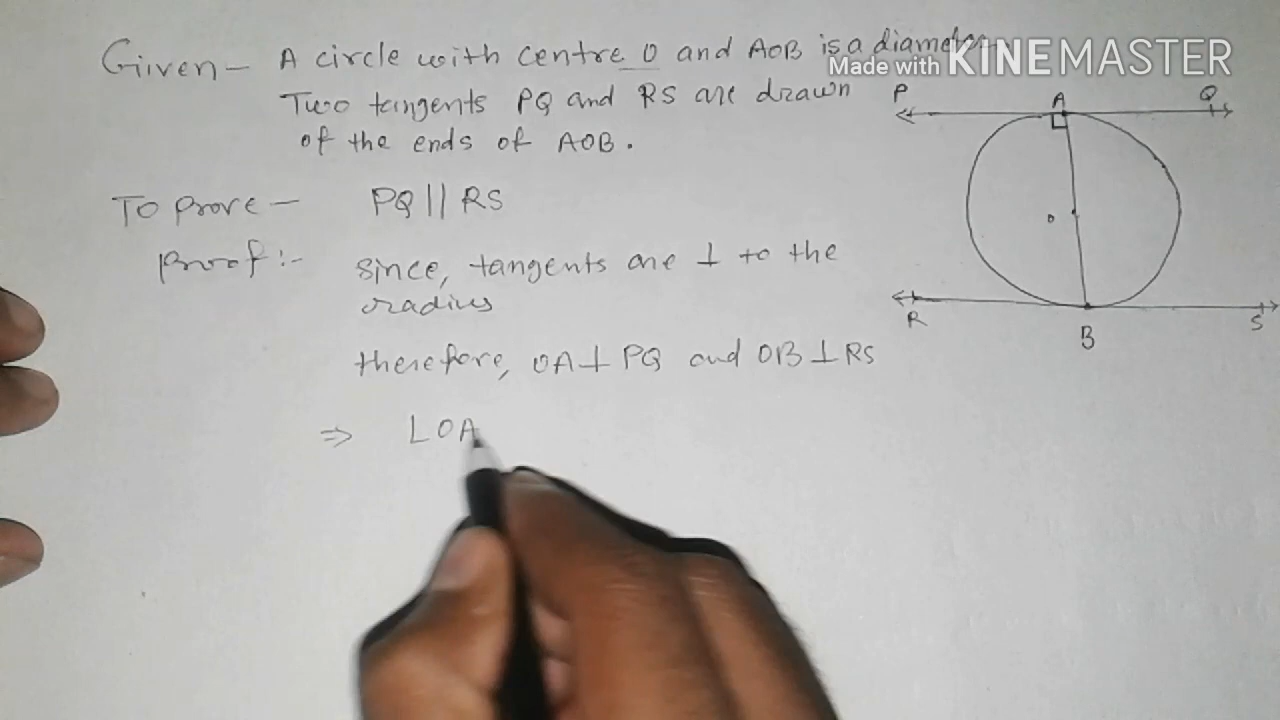 Given - A circle with centre O and AOB is a diameter
Made with KINEMASTER
Two tangents PQ and RS are drawn
of the ends of AOB.
To prove - PQ || RS
Proof :- since, tangents are ⊥ to the
radius
therefore, OA ⊥ PQ and OB ⊥ RS
⇒ ∠OA
P A Q
O
R B S